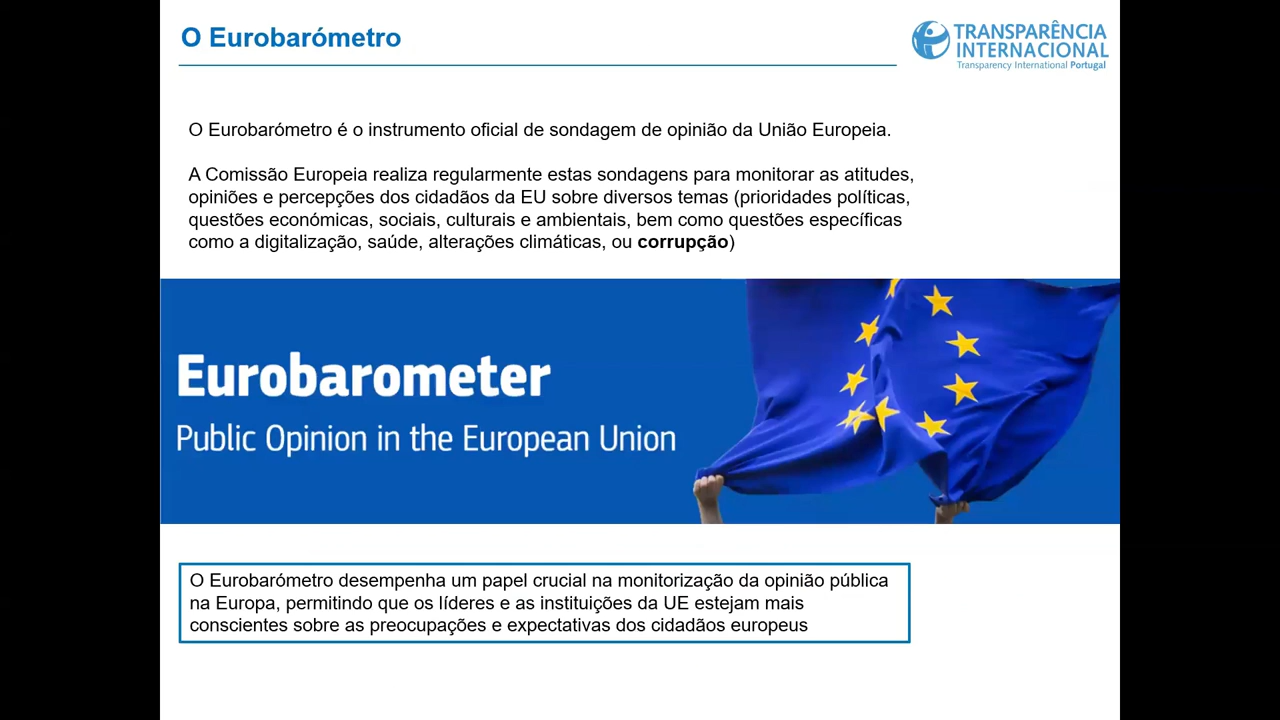 O Eurobarómetro
TRANSPARÊNCIA
INTERNACIONAL
Transparency International Portugal
O Eurobarómetro é o instrumento oficial de sondagem de opinião da União Europeia.
A Comissão Europeia realiza regularmente estas sondagens para monitorar as atitudes,
opiniões e percepções dos cidadãos da EU sobre diversos temas (prioridades políticas,
questões económicas, sociais, culturais e ambientais, bem como questões específicas
como a digitalização, saúde, alterações climáticas, ou corrupção)
Eurobarometer
Public Opinion in the European Union
O Eurobarómetro desempenha um papel crucial na monitorização da opinião pública
na Europa, permitindo que os líderes e as instituições da UE estejam mais
conscientes sobre as preocupações e expectativas dos cidadãos europeus